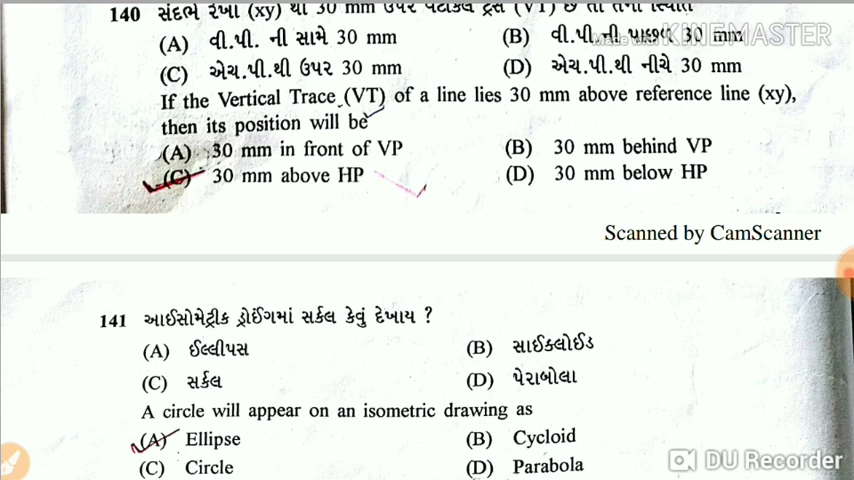 140 સંદર્ભ રેખા (xy) થી 30 mm ઉપર (VT) છે તો તેની સ્થિતિ
(A) વી.પી. ની સામે 30 mm (B) વી.પી.ની પાછળ 30 mm
KINEMASTER
(C) એચ.પી.થી ઉપર 30 mm (D) એચ.પી.થી નીચે 30 mm
If the Vertical Trace (VT) of a line lies 30 mm above reference line (xy),
then its position will be
(A) 30 mm in front of VP (B) 30 mm behind VP
(C) 30 mm above HP (D) 30 mm below HP
Scanned by CamScanner
141 આઈસોમેટ્રીક ડ્રોઈંગમાં સર્કલ કેવું દેખાય ?
(A) ઈલ્લીપસ (B) સાઈક્લોઈડ
(C) સર્કલ (D) પેરાબોલા
A circle will appear on an isometric drawing as
(A) Ellipse (B) Cycloid
(C) Circle (D) Parabola
DU Recorder